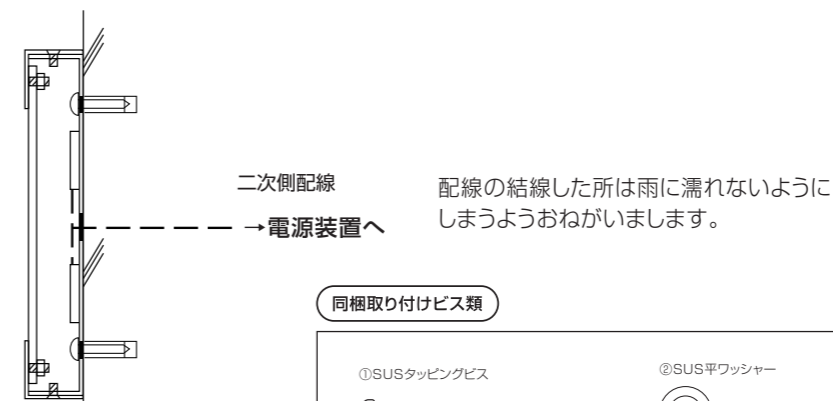 二次側配線
→電源装置へ
配線の結線した所は雨に濡れないように
しまうようおねがいまします。
同梱取り付けビス類
①SUSタッピングビス
②SUS平ワッシャー